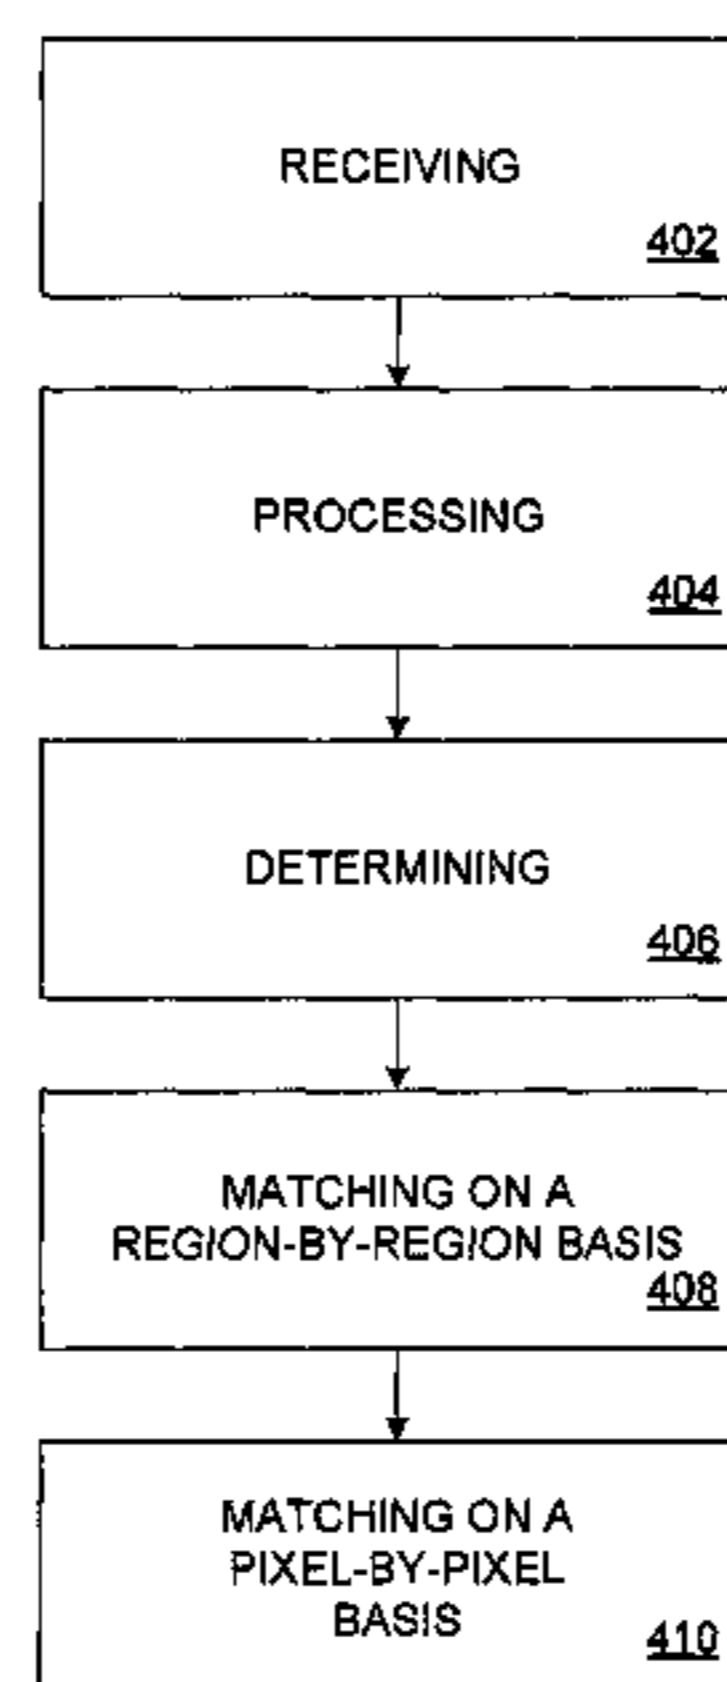 RECEIVING
402
PROCESSING
404
DETERMINING
406
MATCHING ON A
REGION-BY-REGION BASIS
408
MATCHING ON A
PIXEL-BY-PIXEL
BASIS
410